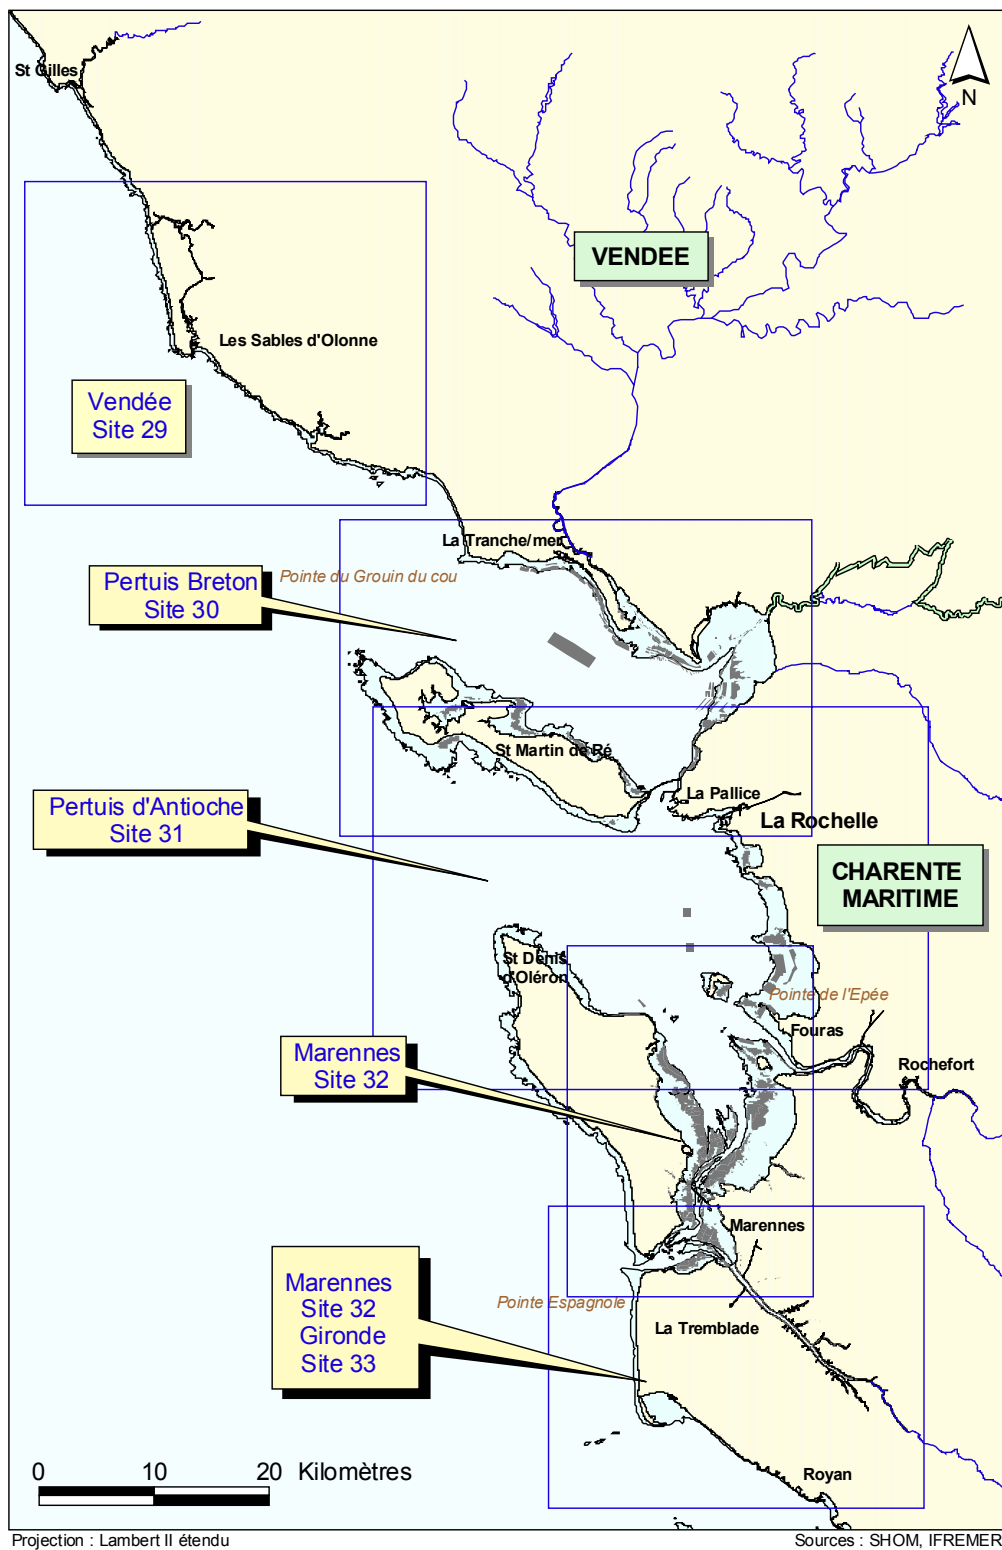 St Gilles
N
VENDEE
Les Sables d'Olonne
Vendée
Site 29
La Tranche/mer
Pointe du Grouin du cou
Pertuis Breton
Site 30
St Martin de Ré
La Pallice
Pertuis d'Antioche
Site 31
La Rochelle
CHARENTE
MARITIME
St Denis
d'Oléron
Pointe de l'Epée
Fouras
Marennes
Site 32
Rochefort
Marennes
Marennes
Site 32
Gironde
Site 33
Pointe Espagnole
La Tremblade
0 10 20 Kilomètres
Royan
Projection : Lambert II étendu
Sources : SHOM, IFREMER